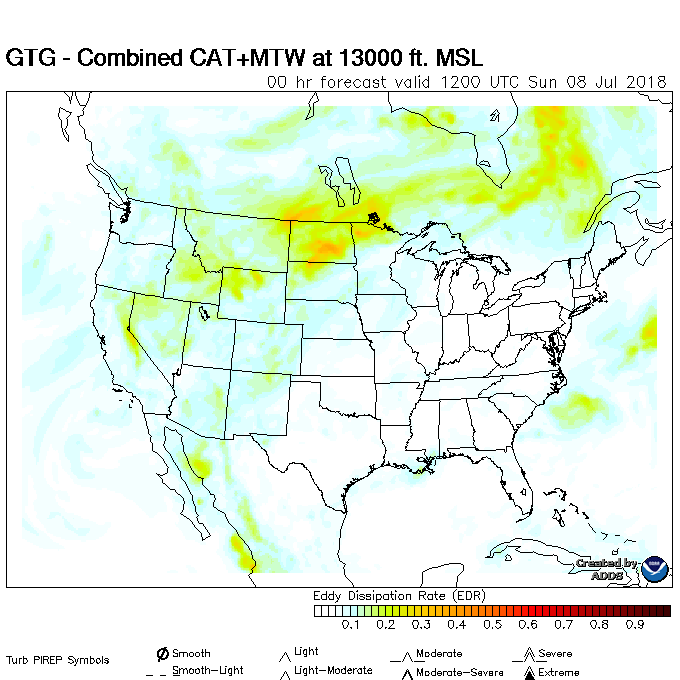 GTG - Combined CAT+MTW at 13000 ft. MSL
00 hr forecast valid 1200 UTC Sun 08 Jul 2018
Created by
ADDS
Eddy Dissipation Rate (EDR)
0.1 0.2 0.3 0.4 0.5 0.6 0.7 0.8 0.9
Turb PIREP Symbols
Smooth Light Moderate Severe
Smooth-Light Light-Moderate Moderate-Severe Extreme